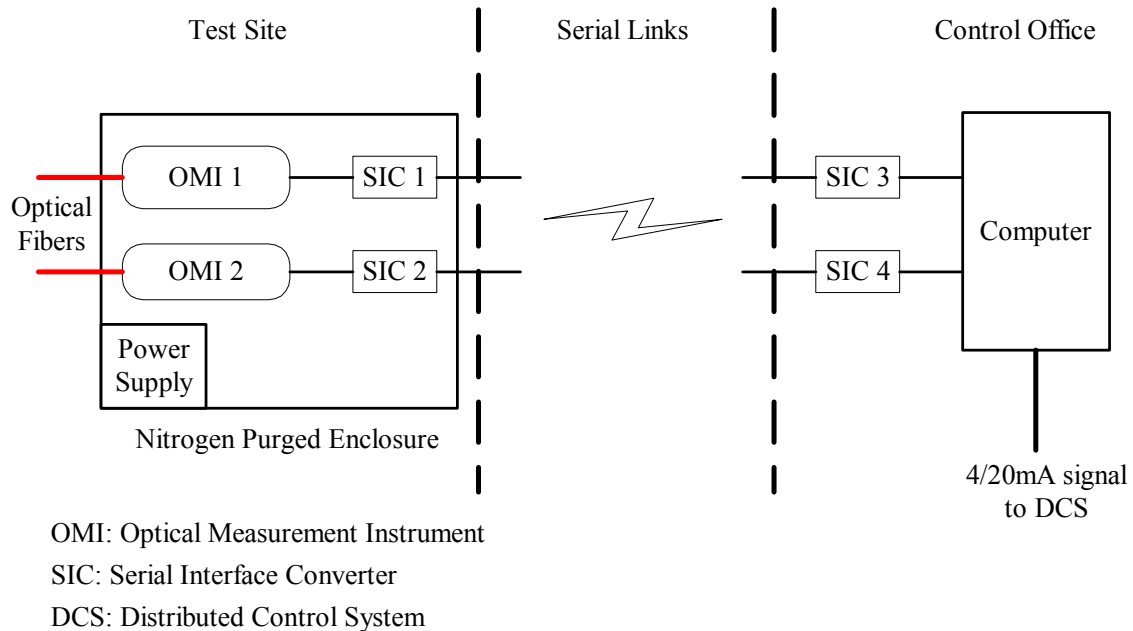 Test Site
Serial Links
Control Office
OMI 1
SIC 1
SIC 3
Optical
Fibers
Computer
OMI 2
SIC 2
SIC 4
Power
Supply
Nitrogen Purged Enclosure
4/20mA signal
to DCS
OMI: Optical Measurement Instrument
SIC: Serial Interface Converter
DCS: Distributed Control System